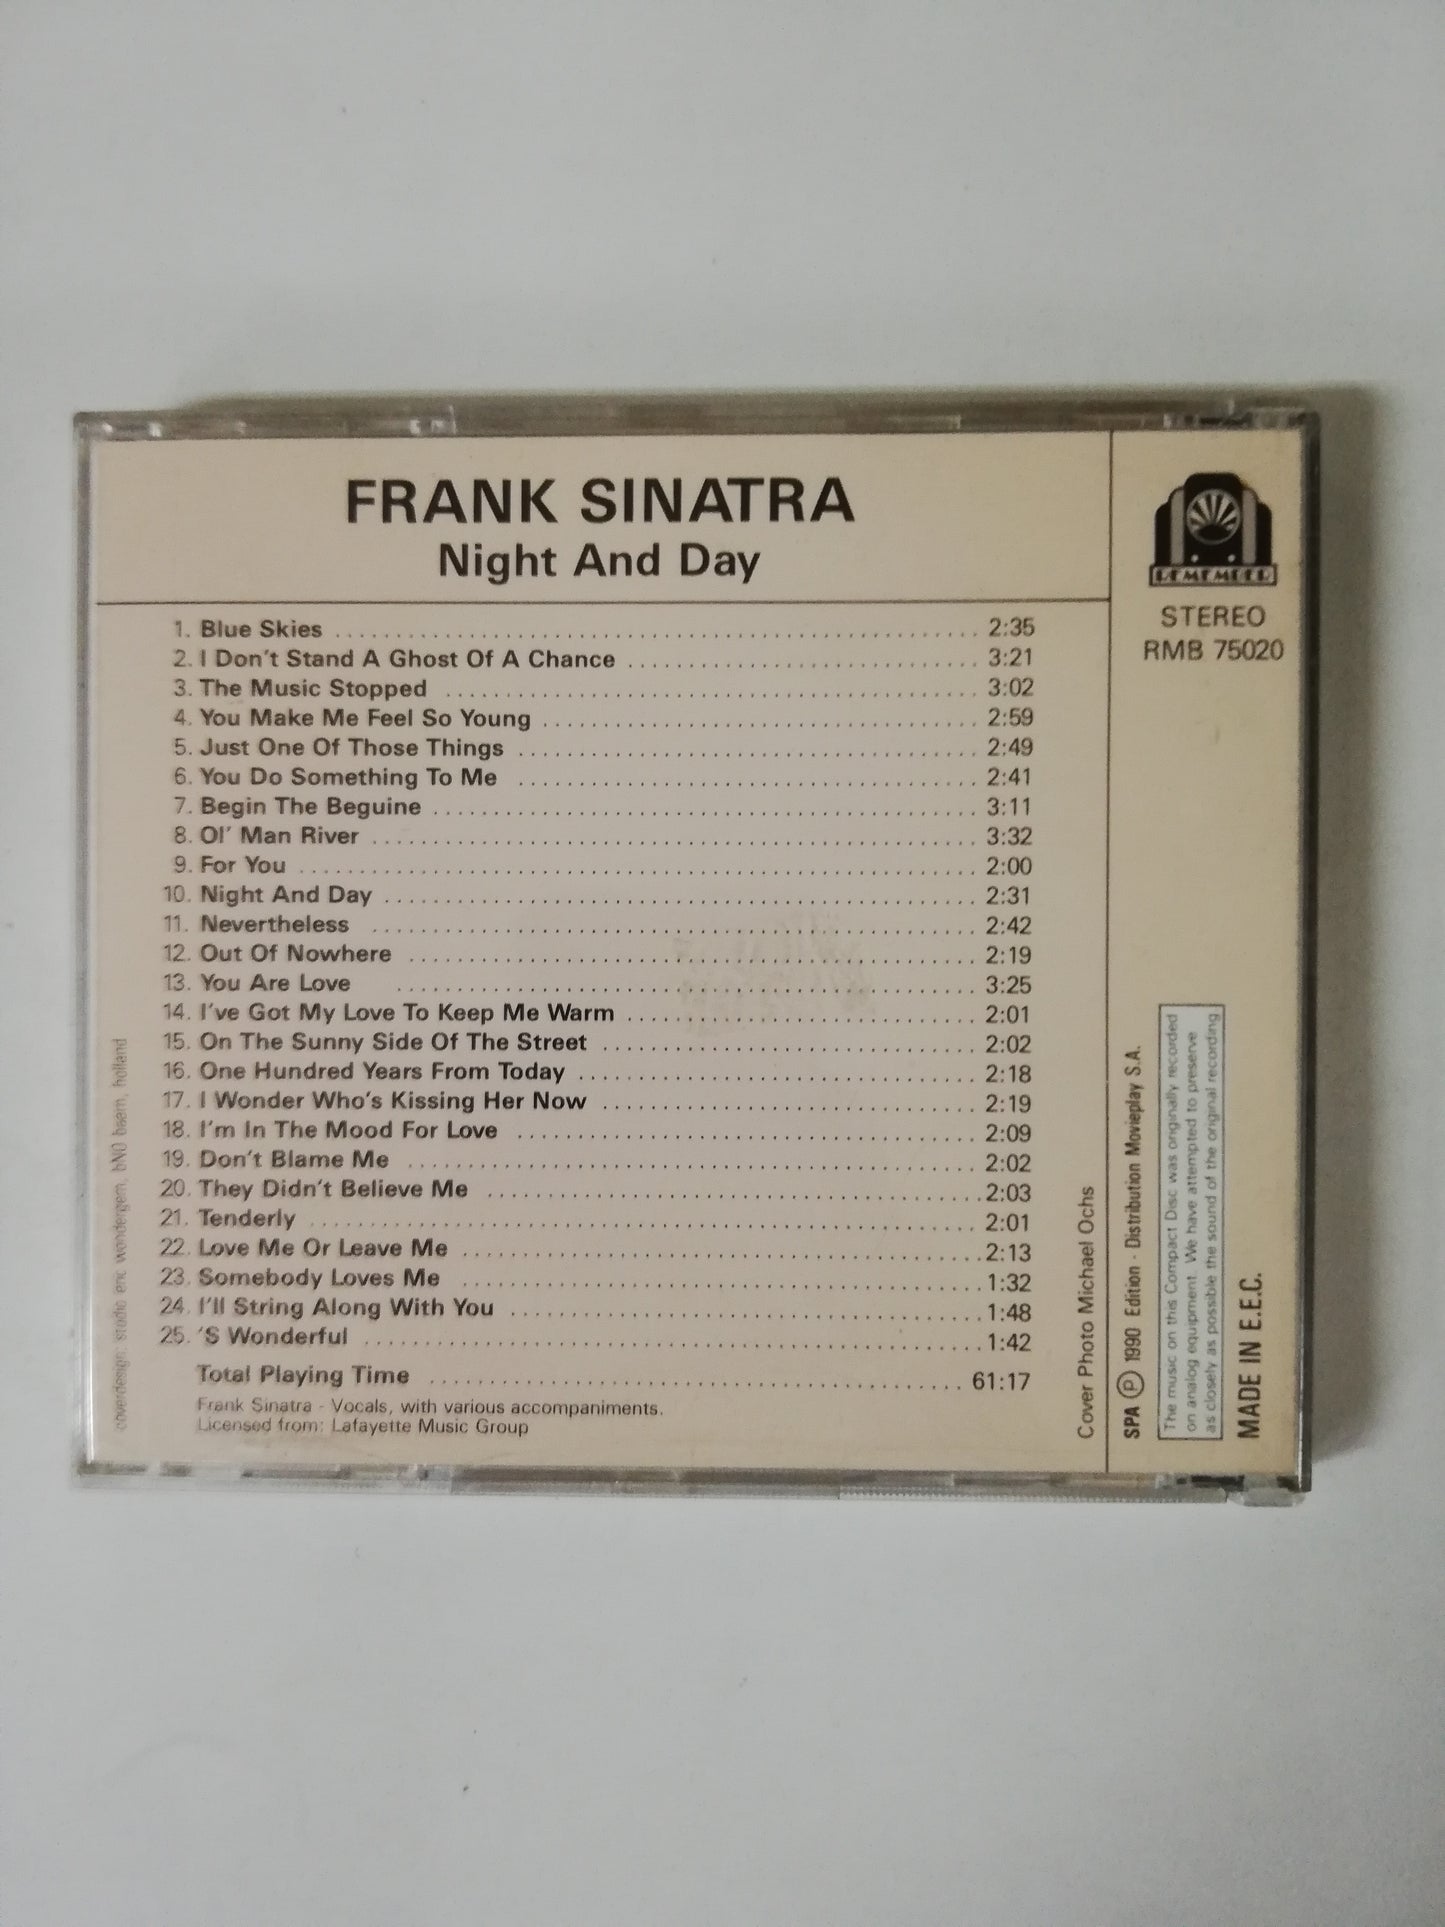 FRANK SINATRA
Night And Day
1. Blue Skies 2:35
2. I Don't Stand A Ghost Of A Chance 3:21
3. The Music Stopped 3:02
4. You Make Me Feel So Young 2:59
5. Just One Of Those Things 2:49
6. You Do Something To Me 2:41
7. Begin The Beguine 3:11
8. Ol' Man River 3:32
9. For You 2:00
10. Night And Day 2:31
11. Nevertheless 2:42
12. Out Of Nowhere 2:19
13. You Are Love 3:25
14. I've Got My Love To Keep Me Warm 2:01
15. On The Sunny Side Of The Street 2:02
16. One Hundred Years From Today 2:18
17. I Wonder Who's Kissing Her Now 2:19
18. I'm In The Mood For Love 2:09
19. Don't Blame Me 2:02
20. They Didn't Believe Me 2:03
21. Tenderly 2:01
22. Love Me Or Leave Me 2:13
23. Somebody Loves Me 1:32
24. I'll String Along With You 1:48
25. 'S Wonderful 1:42
Total Playing Time 61:17
Frank Sinatra - Vocals, with various accompaniments.
Licensed from: Lafayette Music Group
coverdesign: studio eric wondergem, bNO baarn, holland
Cover Photo Michael Ochs
REMEMBER
STEREO
RMB 75020
SPA ℗ 1990 Edition - Distribution Movieplay S.A.
The music on this Compact Disc was originally recorded
on analog equipment. We have attempted to preserve
as closely as possible the sound of the original recording
MADE IN E.E.C.